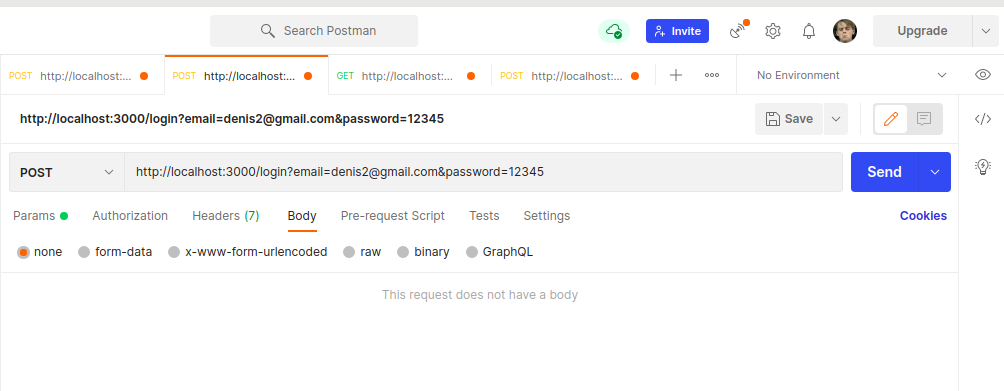 Search Postman Invite Upgrade
POST http://localhost:... POST http://localhost:... GET http://localhost:... POST http://localhost:... No Environment
http://localhost:3000/login?email=denis2@gmail.com&password=12345 Save
POST http://localhost:3000/login?email=denis2@gmail.com&password=12345 Send
Params Authorization Headers (7) Body Pre-request Script Tests Settings Cookies
none form-data x-www-form-urlencoded raw binary GraphQL
This request does not have a body